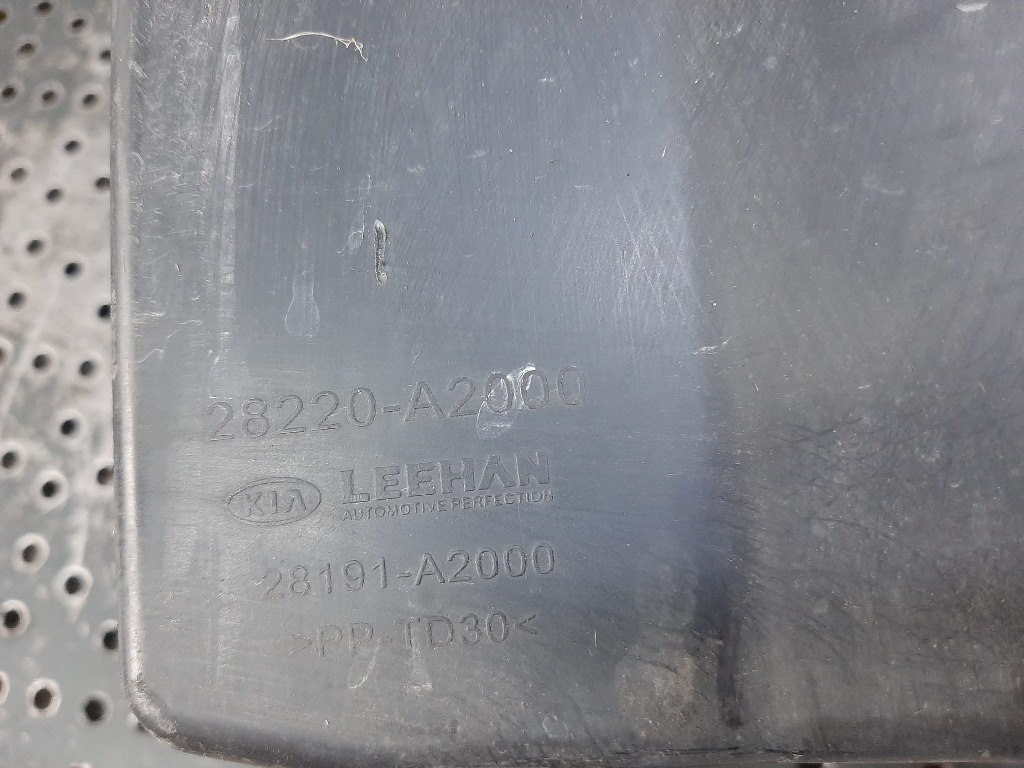 28220-A2000
KIA LEEHAN
AUTOMOTIVE PERFECTION
28191-A2000
>PP-TD30<